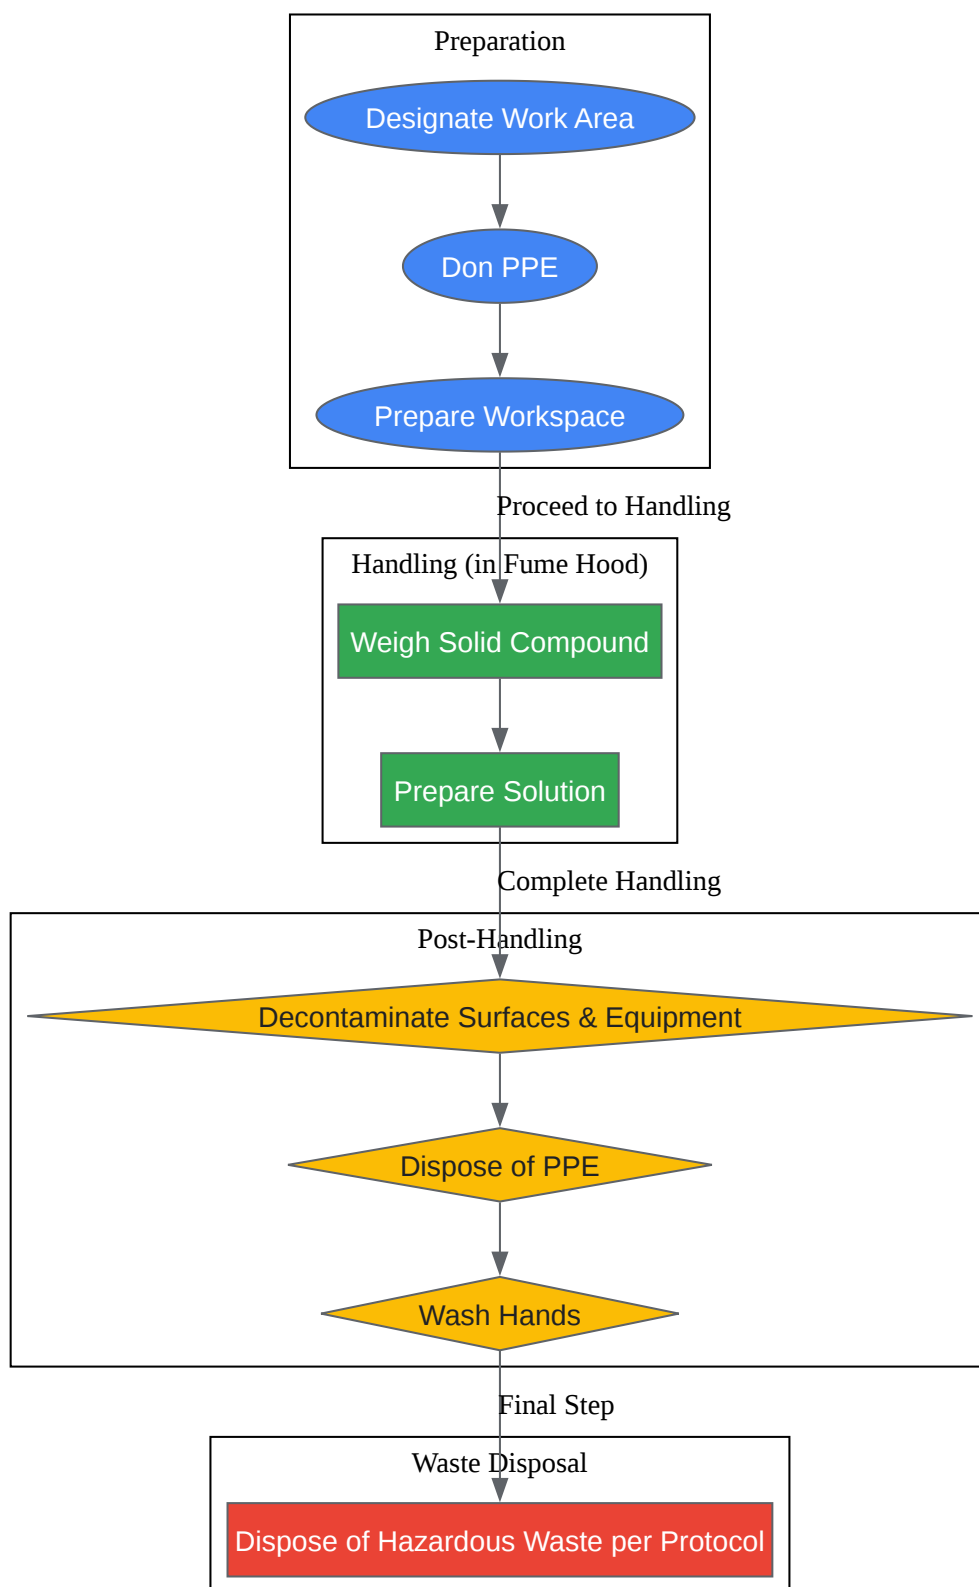 Preparation
Designate Work Area
Don PPE
Prepare Workspace
Proceed to Handling
Handling (in Fume Hood)
Weigh Solid Compound
Prepare Solution
Complete Handling
Post-Handling
Decontaminate Surfaces & Equipment
Dispose of PPE
Wash Hands
Final Step
Waste Disposal
Dispose of Hazardous Waste per Protocol